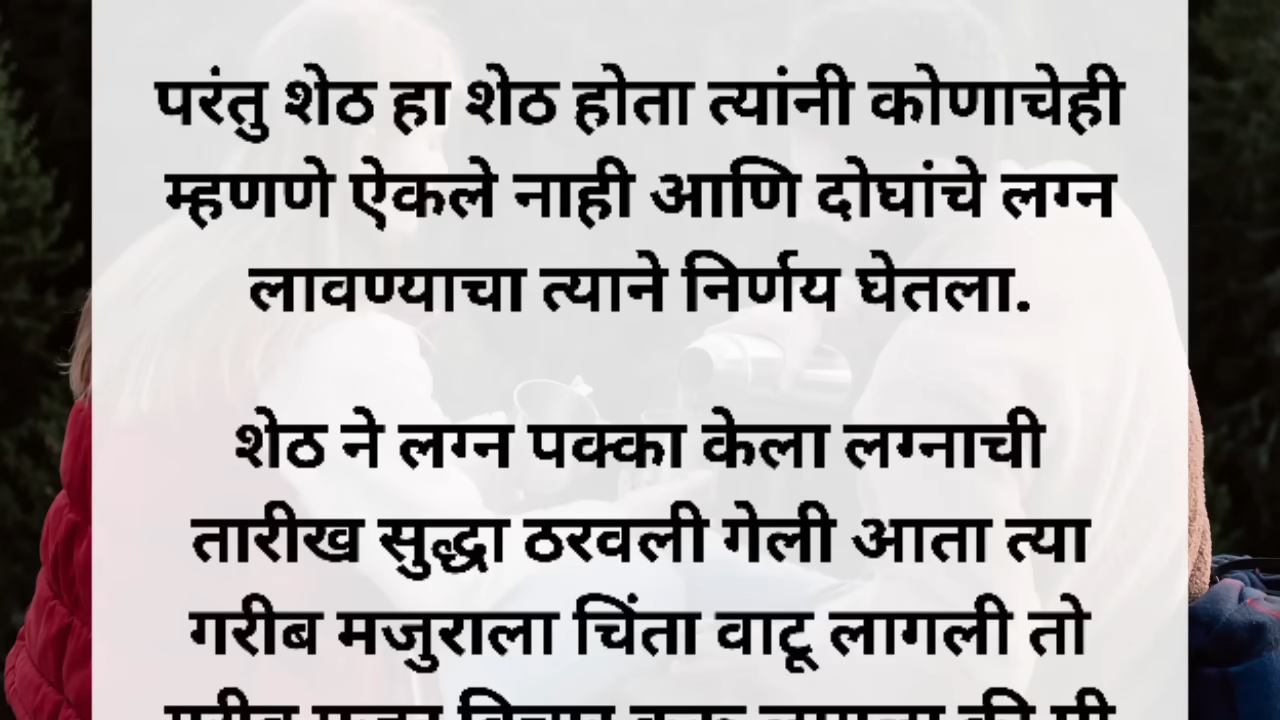 परंतु शेठ हा शेठ होता त्यांनी कोणाचेही
म्हणणे ऐकले नाही आणि दोघांचे लग्न
लावण्याचा त्याने निर्णय घेतला.
शेठ ने लग्न पक्का केला लग्नाची
तारीख सुद्धा ठरवली गेली आता त्या
गरीब मजुराला चिंता वाटू लागली तो